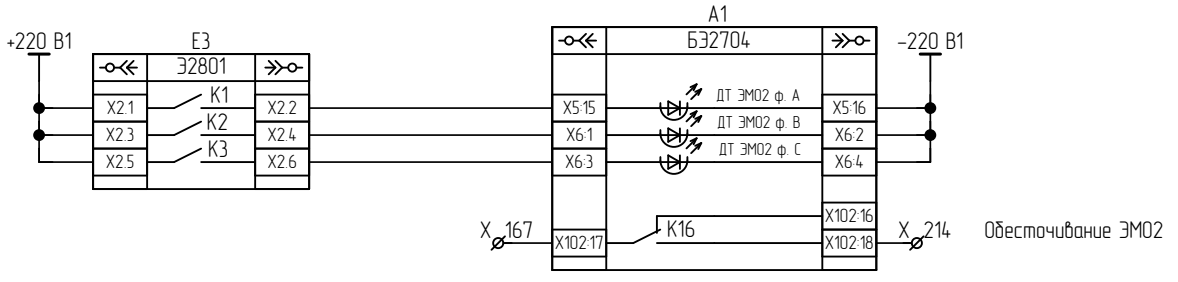 +220 В1
Е3
Э2801
Х2.1
К1
Х2.2
Х2.3
К2
Х2.4
Х2.5
К3
Х2.6
А1
БЭ2704
-220 В1
Х5:15
ДТ ЭМО2 ф. А
Х5:16
Х6:1
ДТ ЭМО2 ф. В
Х6:2
Х6:3
ДТ ЭМО2 ф. С
Х6:4
Х102:16
Х 167
Х102:17
К16
Х102:18
Х 214
Обесточивание ЭМО2